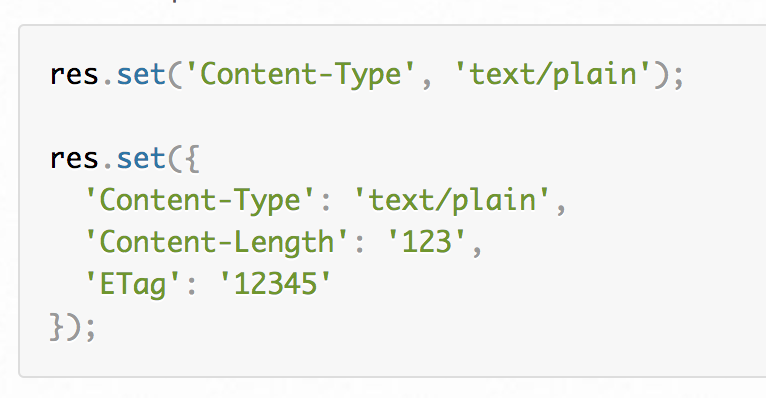 res.set('Content-Type', 'text/plain');
res.set({
  'Content-Type': 'text/plain',
  'Content-Length': '123',
  'ETag': '12345'
});